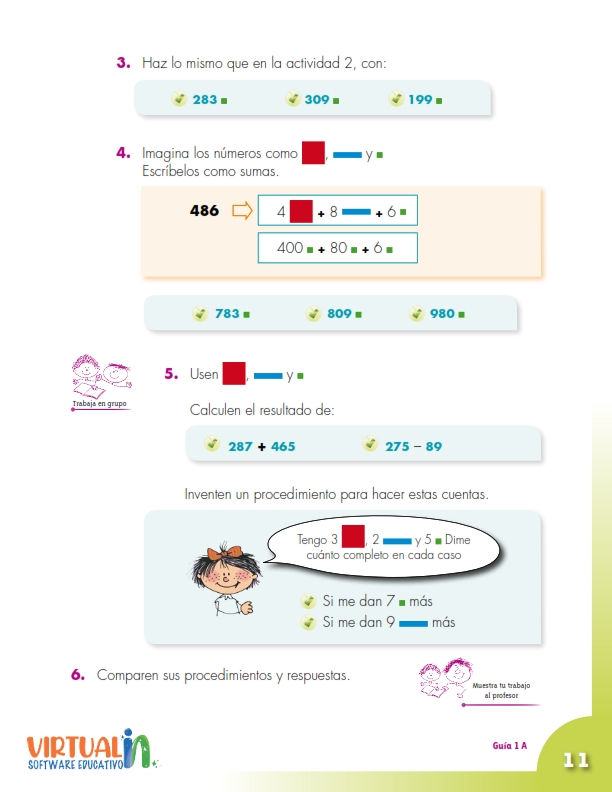 3. Haz lo mismo que en la actividad 2, con:
283 309 199
4. Imagina los números como , y
Escríbelos como sumas.
486 4 + 8 + 6
400 + 80 + 6
783 809 980
5. Usen , y
Trabaja en grupo
Calculen el resultado de:
287 + 465 275 – 89
Inventen un procedimiento para hacer estas cuentas.
Tengo 3 , 2 y 5 Dime
cuánto completo en cada caso
Si me dan 7 más
Si me dan 9 más
6. Comparen sus procedimientos y respuestas.
Muestra tu trabajo
al profesor
VIRTUALIN
SOFTWARE EDUCATIVO
Guía 1 A
11